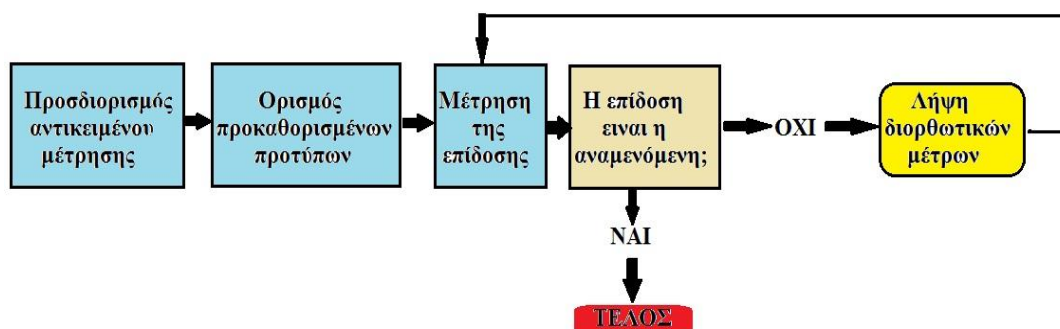 Προσδιορισμός
αντικειμένου
μέτρησης
Ορισμός
προκαθορισμένων
προτύπων
Μέτρηση
της
επίδοσης
Η επίδοση
ειναι η
αναμενόμενη;
ΟΧΙ
Λήψη
διορθωτικών
μέτρων
ΝΑΙ
ΤΕΛΟΣ